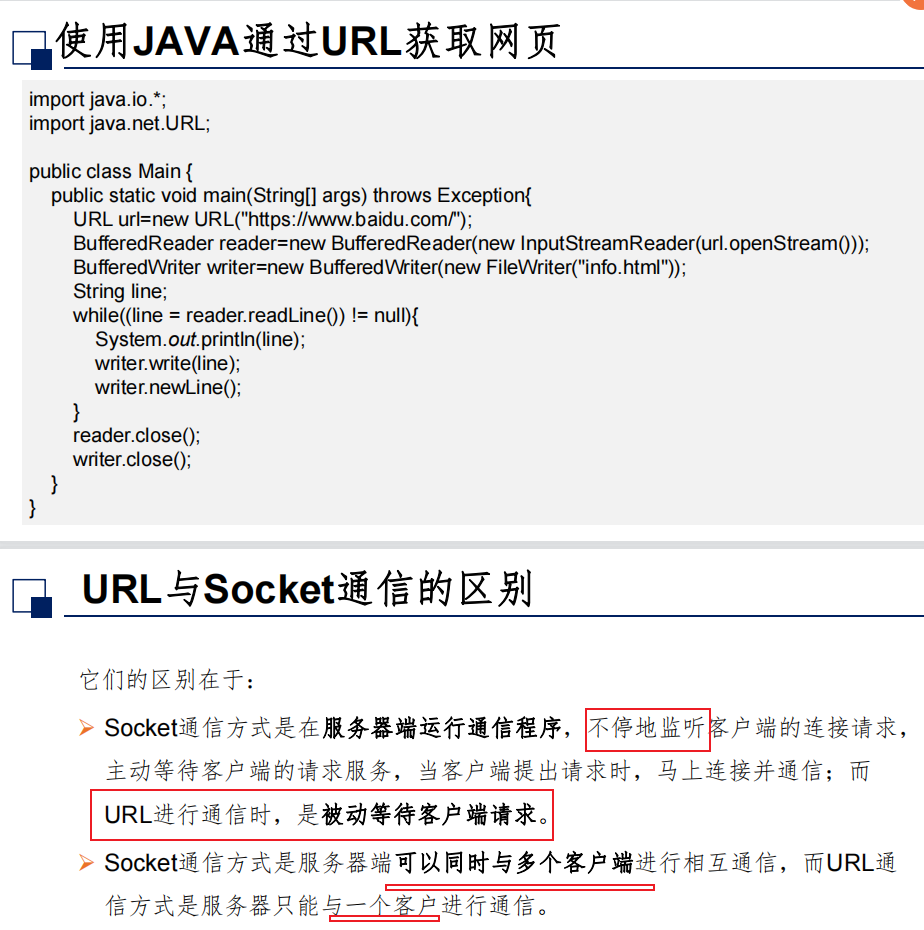 使用JAVA通过URL获取网页
import java.io.*;
import java.net.URL;
public class Main {
public static void main(String[] args) throws Exception{
URL url=new URL("https://www.baidu.com/");
BufferedReader reader=new BufferedReader(new InputStreamReader(url.openStream()));
BufferedWriter writer=new BufferedWriter(new FileWriter("info.html"));
String line;
while((line = reader.readLine()) != null){
System.out.println(line);
writer.write(line);
writer.newLine();
}
reader.close();
writer.close();
}
}
URL与Socket通信的区别
它们的区别在于：
➢ Socket通信方式是在服务器端运行通信程序，不停地监听客户端的连接请求，
主动等待客户端的请求服务，当客户端提出请求时，马上连接并通信；而
URL进行通信时，是被动等待客户端请求。
➢ Socket通信方式是服务器端可以同时与多个客户端进行相互通信，而URL通
信方式是服务器只能与一个客户进行通信。